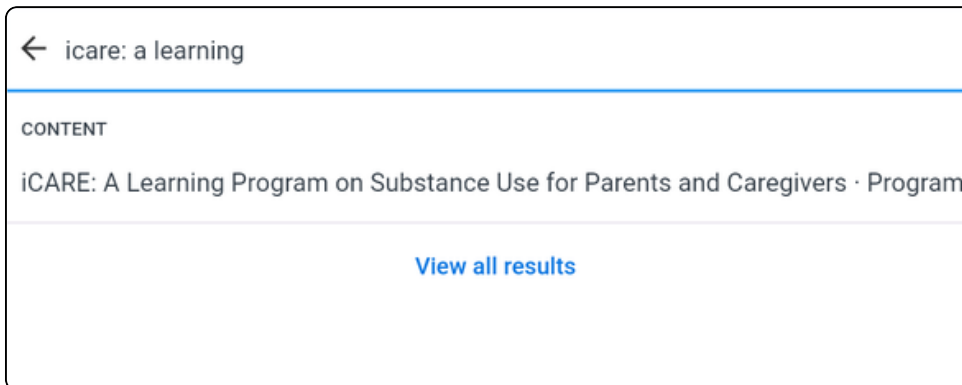 icare: a learning
CONTENT
iCARE: A Learning Program on Substance Use for Parents and Caregivers · Program
View all results